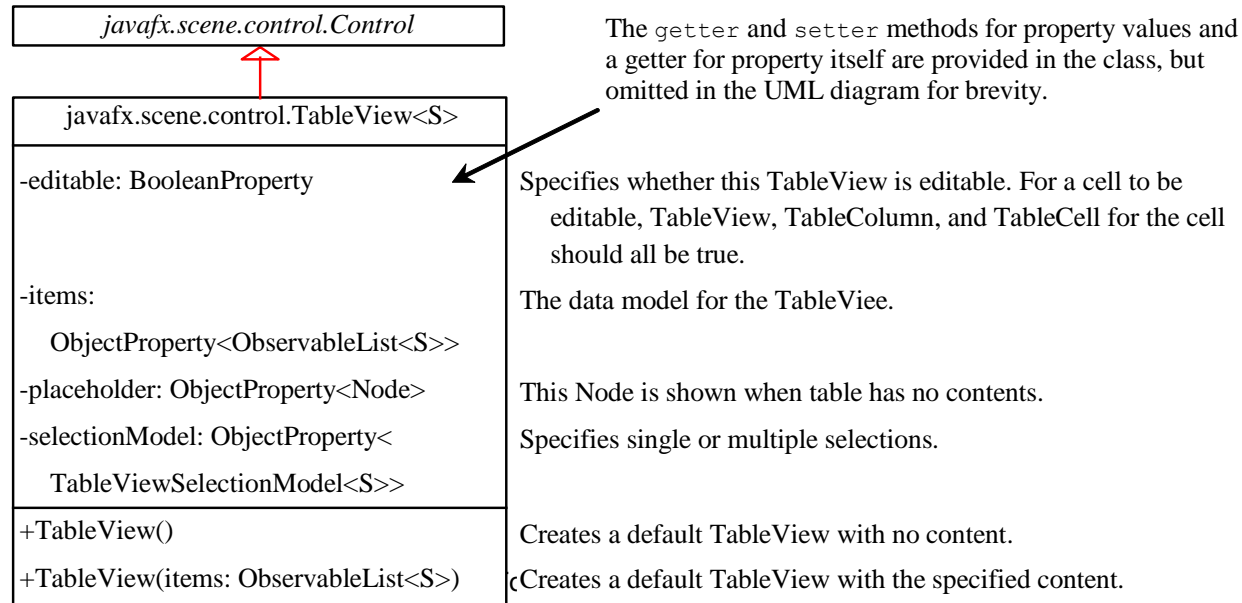 javafx.scene.control.Control
The getter and setter methods for property values and
a getter for property itself are provided in the class, but
omitted in the UML diagram for brevity.
javafx.scene.control.TableView<S>
-editable: BooleanProperty
Specifies whether this TableView is editable. For a cell to be
editable, TableView, TableColumn, and TableCell for the cell
should all be true.
-items:
ObjectProperty<ObservableList<S>>
The data model for the TableViee.
-placeholder: ObjectProperty<Node>
This Node is shown when table has no contents.
-selectionModel: ObjectProperty<
TableViewSelectionModel<S>>
Specifies single or multiple selections.
+TableView()
Creates a default TableView with no content.
+TableView(items: ObservableList<S>)
Creates a default TableView with the specified content.